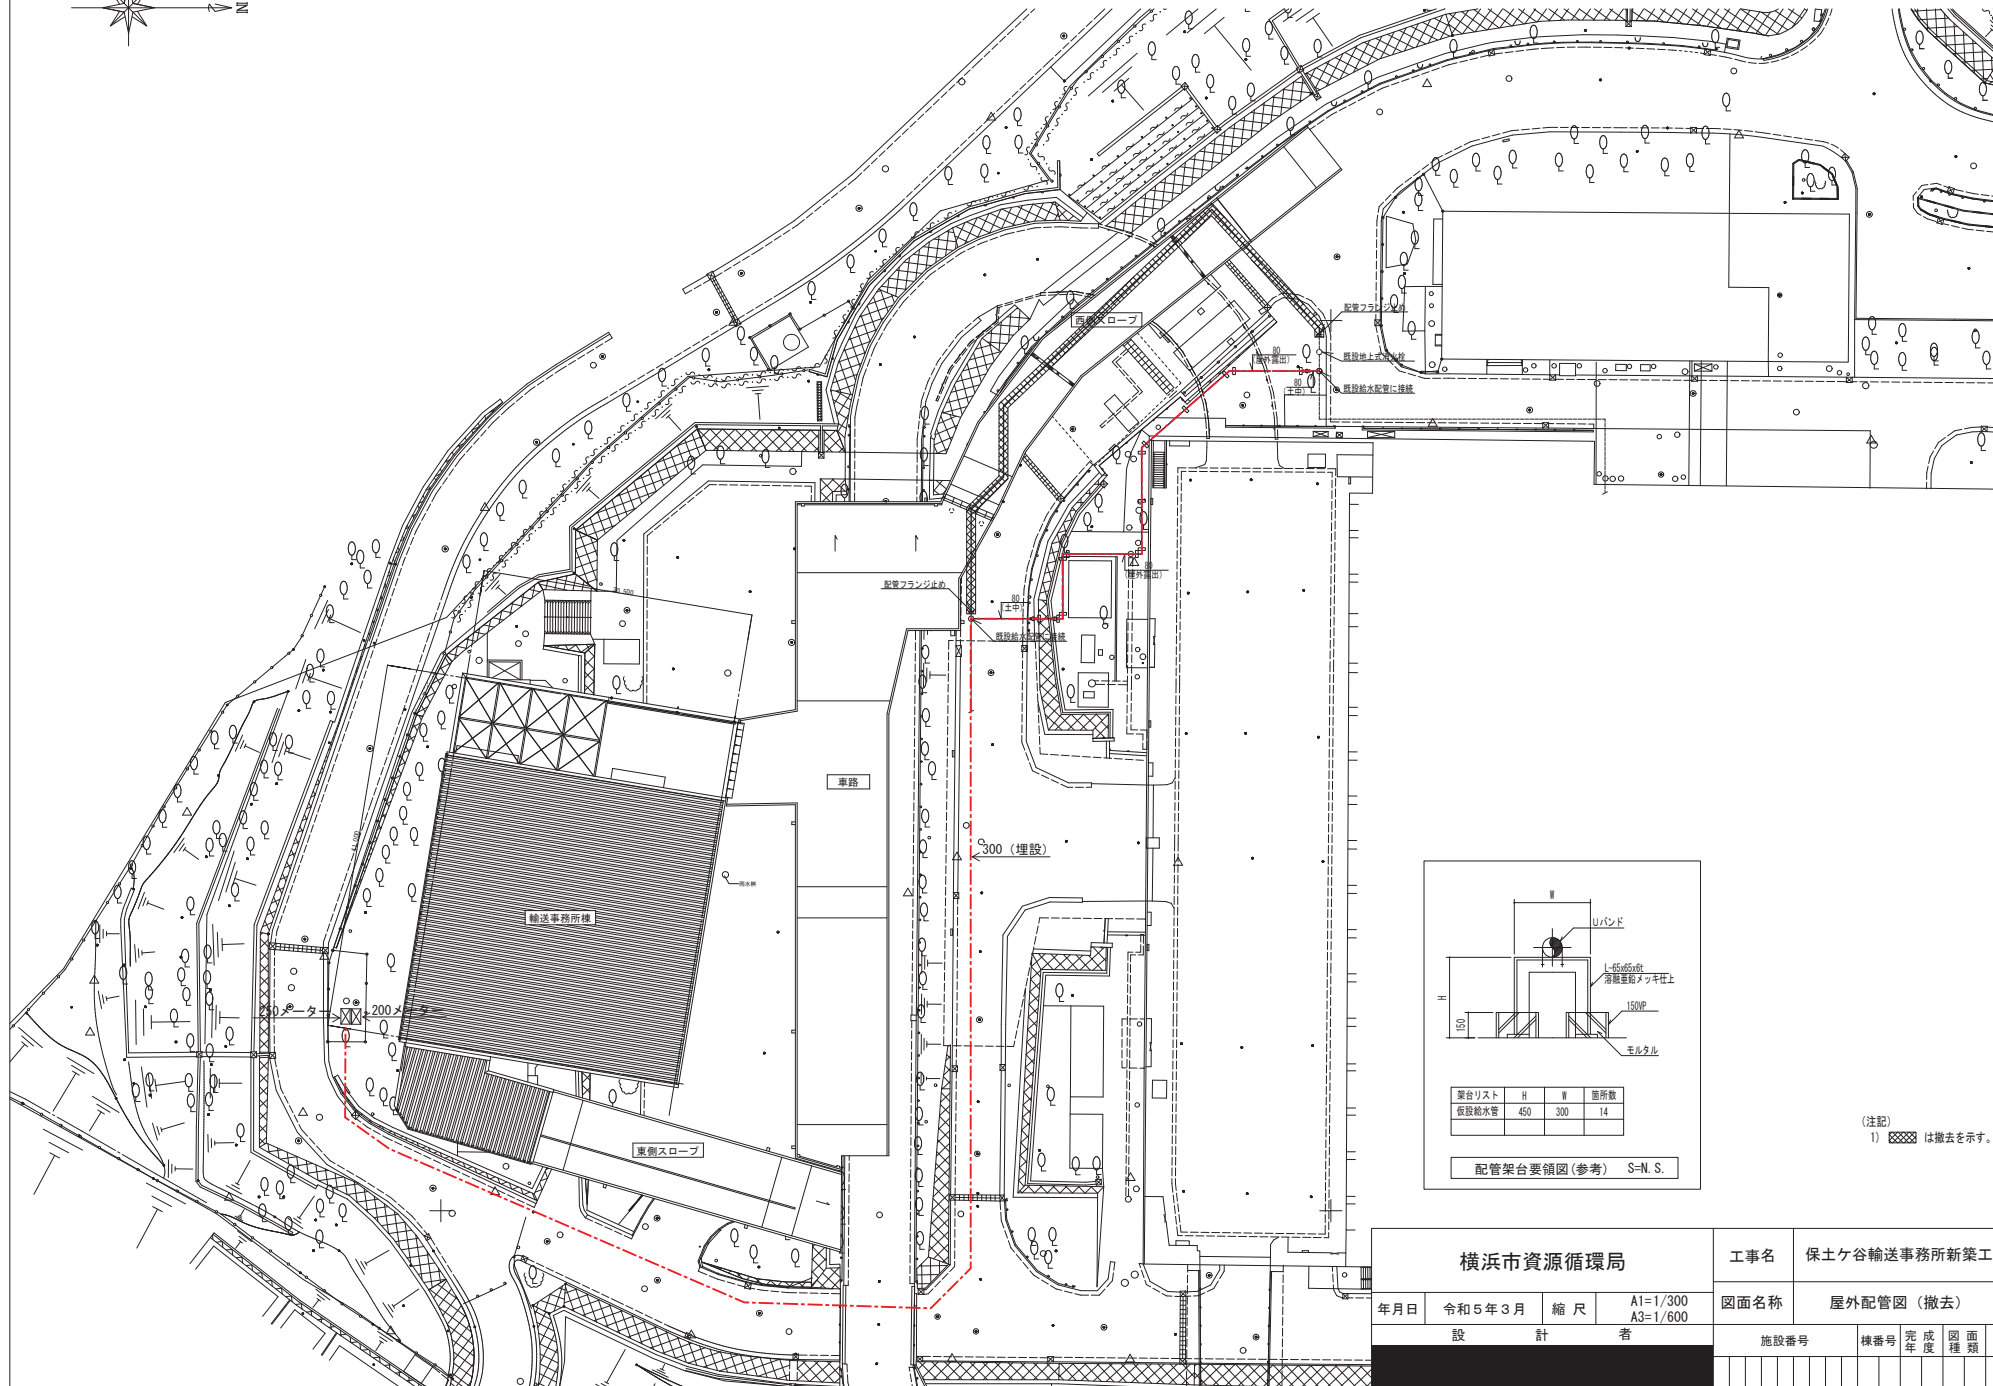 N
配管フランジ止め
西側スロープ
80
(屋外露出)
既設地上式消火栓
80
(土中)
既設給水配管に接続
配管フランジ止め
80
(土中)
80
(屋外露出)
既設給水配管に接続
車路
300（埋設）
雨水桝
輸送事務所棟
250メーター
200メーター
東側スロープ
W
Uバンド
L-65x65x6t
溶融亜鉛メッキ仕上
H
150VP
150
モルタル
架台リスト H W 箇所数
仮設給水管 450 300 14
配管架台要領図(参考) S=N.S.
(注記)
1) は撤去を示す。
横浜市資源循環局
工事名 保土ケ谷輸送事務所新築工
年月日 令和5年3月 縮尺 A1=1/300
A3=1/600
図面名称 屋外配管図（撤去）
設計者
施設番号 棟番号 完成年度 図面種類